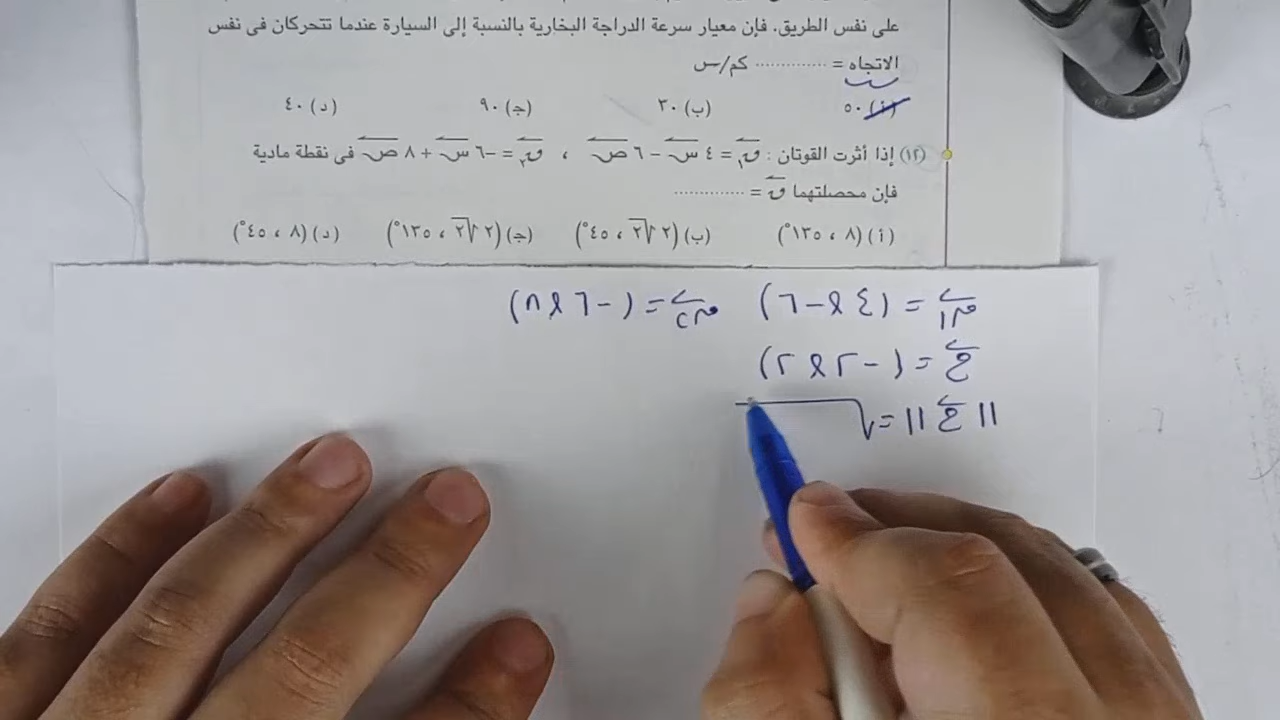 على نفس الطريق. فإن معيار سرعة الدراجة البخارية بالنسبة إلى السيارة عندما تتحركان فى نفس
الاتجاه = ............. كم/س
(أ) ٥٠ (ب) ٣٠ (ج) ٩٠ (د) ٤٠
(١٢) إذا أثرت القوتان : ق١ = ٤ س − ٦ ص ، ق٢ = −٦ س + ٨ ص فى نقطة مادية
فإن محصلتهما ق = .............
(أ) (٨ ، ١٣٥°) (ب) (٢√٢ ، ٤٥°) (ج) (٢√٢ ، ١٣٥°) (د) (٨ ، ٤٥°)
ق١ = (٤ ، −٦) ق٢ = (−٦ ، ٨)
ح = (−٢ ، ٢)
|| ح || = √